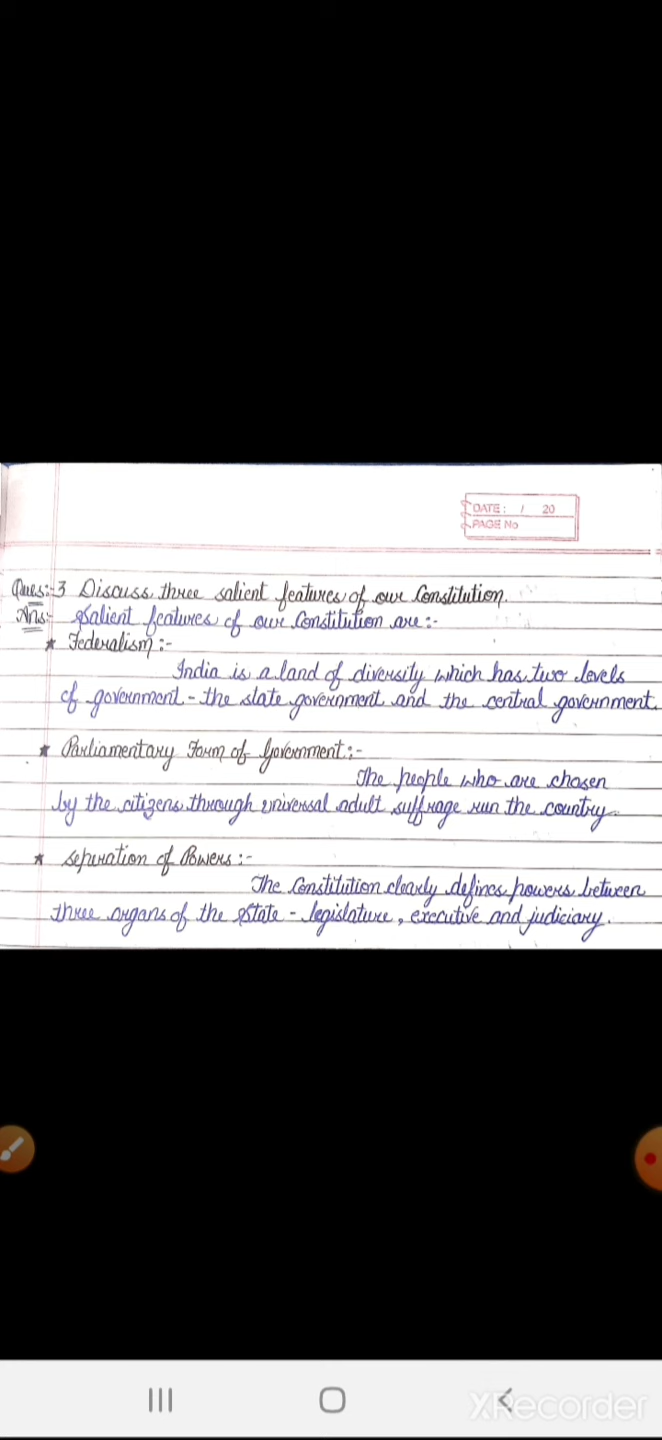 DATE: / 20
PAGE No
Ques:-3 Discuss three salient features of our Constitution.
Ans:- Salient features of our Constitution are:-
* Federalism:-
India is a land of diversity which has two levels
of government - the state government and the central government.
* Parliamentary Form of Government:-
The people who are chosen
by the citizens through universal adult suffrage run the country.
* Seperation of Powers:-
The Constitution clearly defines powers between
three organs of the State - legislature, executive and judiciary.
XRecorder